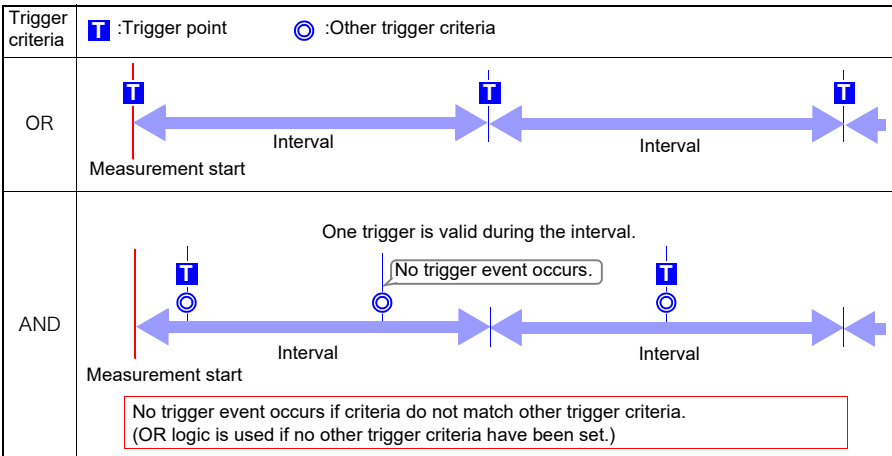 Trigger criteria
T :Trigger point
:Other trigger criteria
OR
T
T
T
Interval
Interval
Measurement start
AND
One trigger is valid during the interval.
T
No trigger event occurs.
T
Interval
Interval
Measurement start
No trigger event occurs if criteria do not match other trigger criteria.
(OR logic is used if no other trigger criteria have been set.)